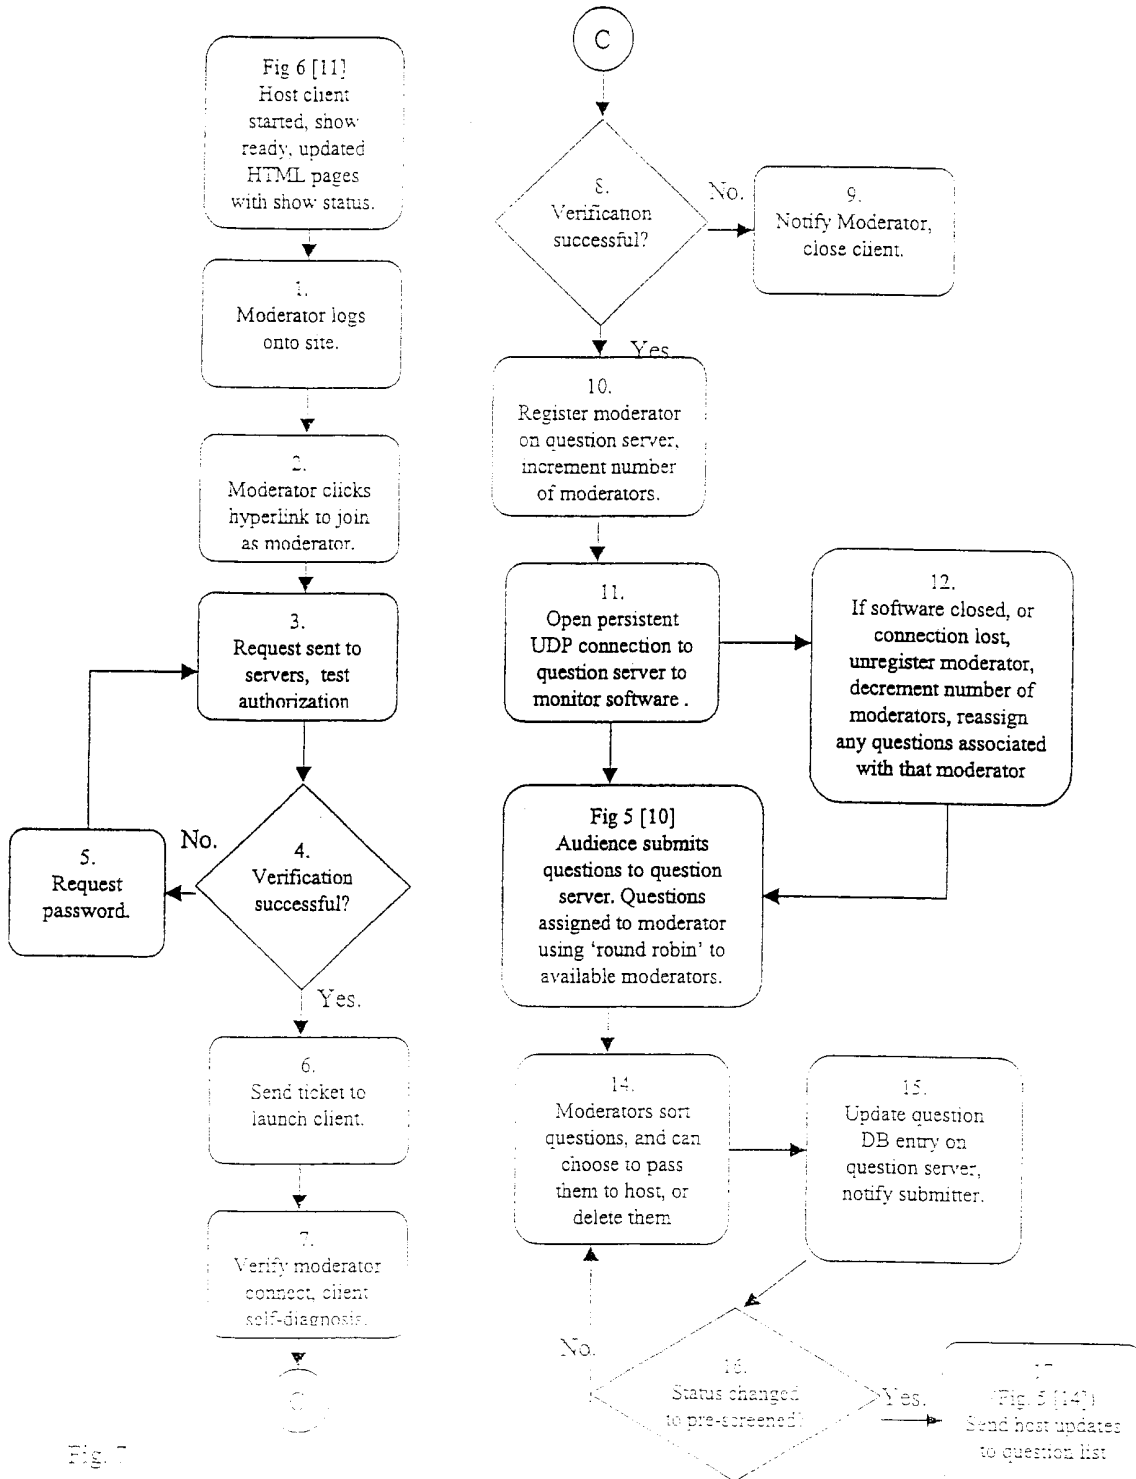 Fig 6 [11]
Host client
started, show
ready, updated
HTML pages
with show status.
1.
Moderator logs
onto site.
2.
Moderator clicks
hyperlink to join
as moderator.
3.
Request sent to
servers, test
authorization
4.
Verification
successful?
No.
5.
Request
password.
Yes.
6.
Send ticket to
launch client.
7.
Verify moderator
connect, client
self-diagnosis.
C
C
8.
Verification
successful?
No.
9.
Notify Moderator,
close client.
Yes
10.
Register moderator
on question server,
increment number
of moderators.
11.
Open persistent
UDP connection to
question server to
monitor software .
12.
If software closed, or
connection lost,
unregister moderator,
decrement number of
moderators, reassign
any questions associated
with that moderator
Fig 5 [10]
Audience submits
questions to question
server. Questions
assigned to moderator
using ‘round robin’ to
available moderators.
14.
Moderators sort
questions, and can
choose to pass
them to host, or
delete them
15.
Update question
DB entry on
question server,
notify submitter.
16.
Status changed
to pre-screened?
No.
Yes.
17
(Fig. 5 [14])
Send host updates
to question list
Fig. 7